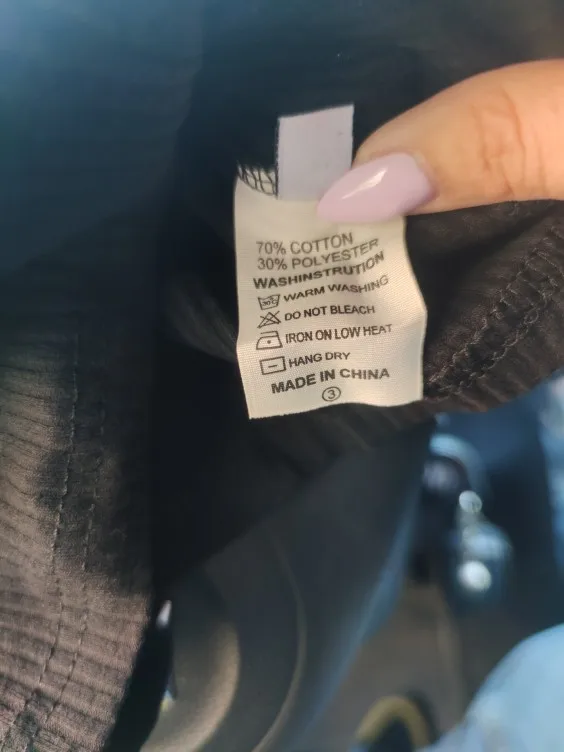 70% COTTON
30% POLYESTER
WASHINSTRUTION
30°C WARM WASHING
DO NOT BLEACH
IRON ON LOW HEAT
HANG DRY
MADE IN CHINA
3